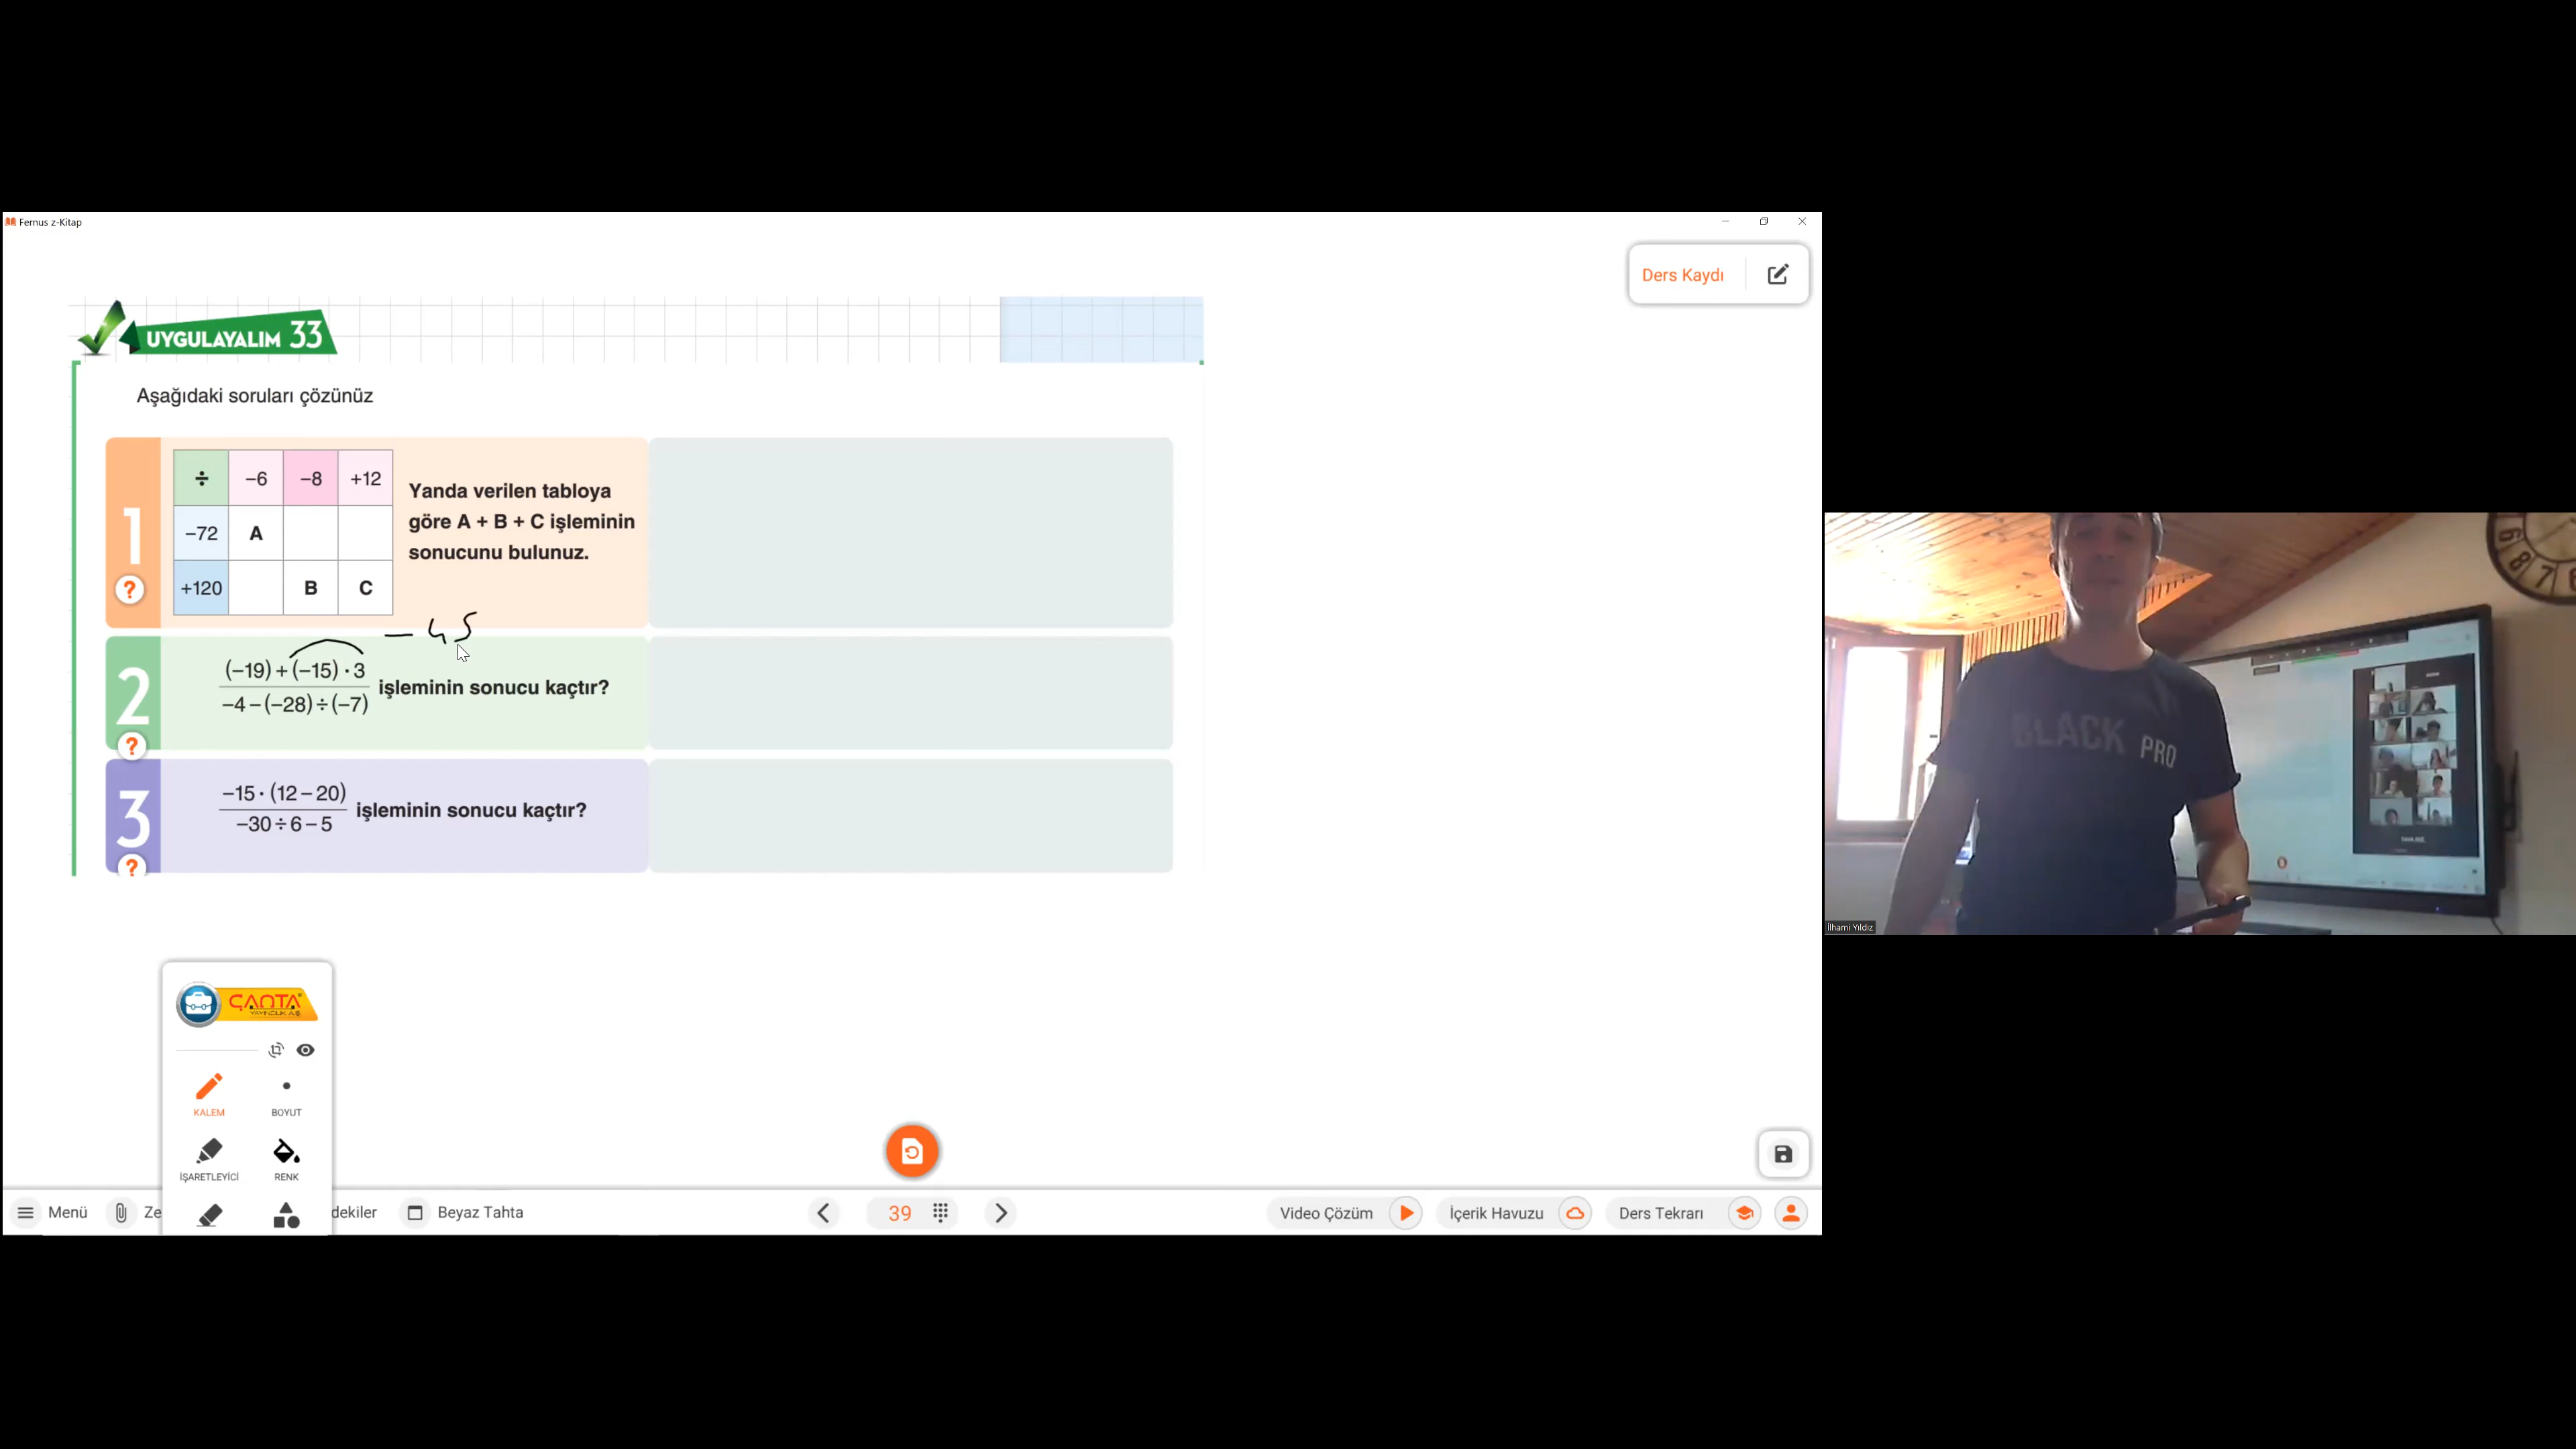 Fernus z-Kitap
Ders Kaydı
UYGULAYALIM 33
Aşağıdaki soruları çözünüz
1
÷ −6 −8 +12
−72 A
+120 B C
Yanda verilen tabloya
göre A + B + C işleminin
sonucunu bulunuz.
?
− 45
2
(−19) + (−15) · 3
−4 − (−28) ÷ (−7)
işleminin sonucu kaçtır?
?
3
−15 · (12 − 20)
−30 ÷ 6 − 5
işleminin sonucu kaçtır?
?
BLACK PRO
İlhami Yıldız
ÇANTA
YAYINCILIK A.Ş.
KALEM
BOYUT
İŞARETLEYİCİ
RENK
Menü
Ze
dekiler
Beyaz Tahta
39
Video Çözüm
İçerik Havuzu
Ders Tekrarı